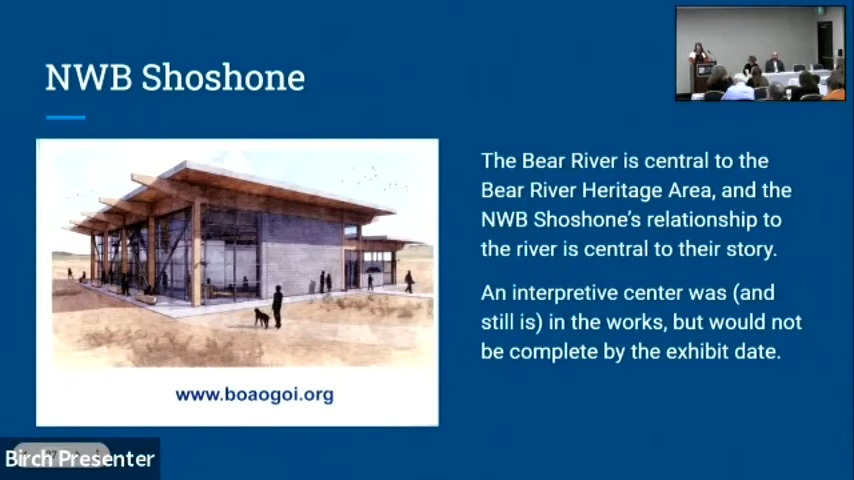 NWB Shoshone
The Bear River is central to the
Bear River Heritage Area, and the
NWB Shoshone’s relationship to
the river is central to their story.
An interpretive center was (and
still is) in the works, but would not
be complete by the exhibit date.
www.boaogoi.org
Birch Presenter